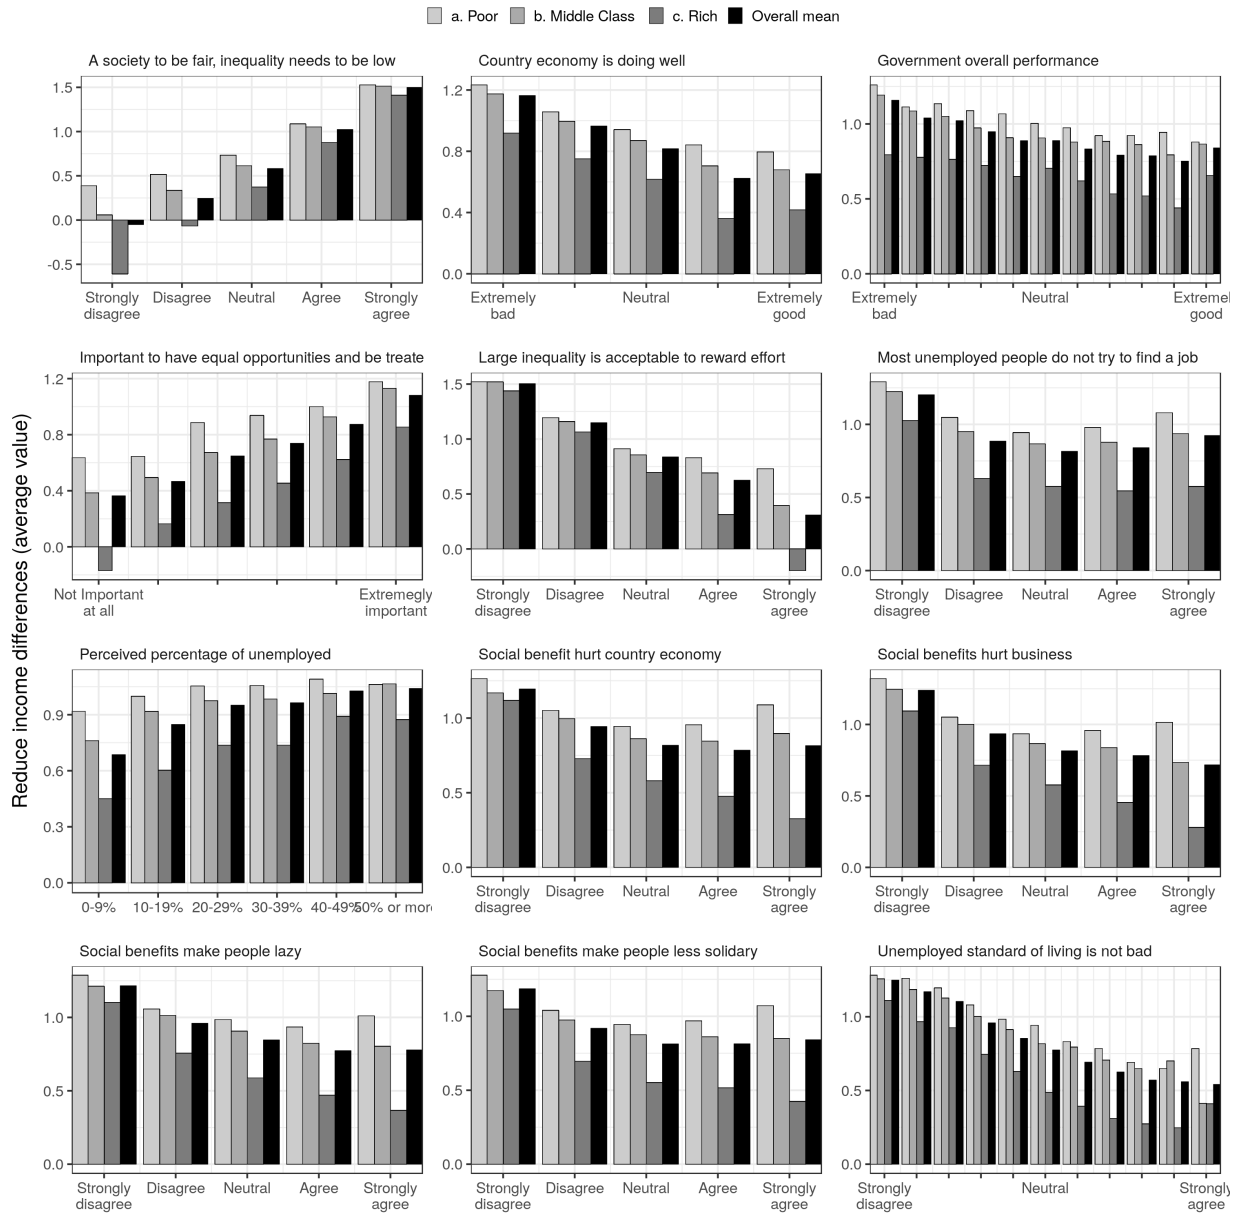 a. Poor b. Middle Class c. Rich Overall mean
Reduce income differences (average value)
A society to be fair, inequality needs to be low
1.5
1.0
0.5
0.0
-0.5
Strongly disagree Disagree Neutral Agree Strongly agree
Country economy is doing well
1.2
0.8
0.4
0.0
Extremely bad Neutral Extremely good
Government overall performance
1.0
0.5
0.0
Extremely bad Neutral Extremel good
Important to have equal opportunities and be treate
1.2
0.8
0.4
0.0
Not Important at all Extremegly important
Large inequality is acceptable to reward effort
1.5
1.0
0.5
0.0
Strongly disagree Disagree Neutral Agree Strongly agree
Most unemployed people do not try to find a job
1.0
0.5
0.0
Strongly disagree Disagree Neutral Agree Strongly agree
Perceived percentage of unemployed
0.9
0.6
0.3
0.0
0-9% 10-19% 20-29% 30-39% 40-49% 50% or more
Social benefit hurt country economy
1.0
0.5
0.0
Strongly disagree Disagree Neutral Agree Strongly agree
Social benefits hurt business
1.0
0.5
0.0
Strongly disagree Disagree Neutral Agree Strongly agree
Social benefits make people lazy
1.0
0.5
0.0
Strongly disagree Disagree Neutral Agree Strongly agree
Social benefits make people less solidary
1.0
0.5
0.0
Strongly disagree Disagree Neutral Agree Strongly agree
Unemployed standard of living is not bad
1.0
0.5
0.0
Strongly disagree Neutral Strongly agree